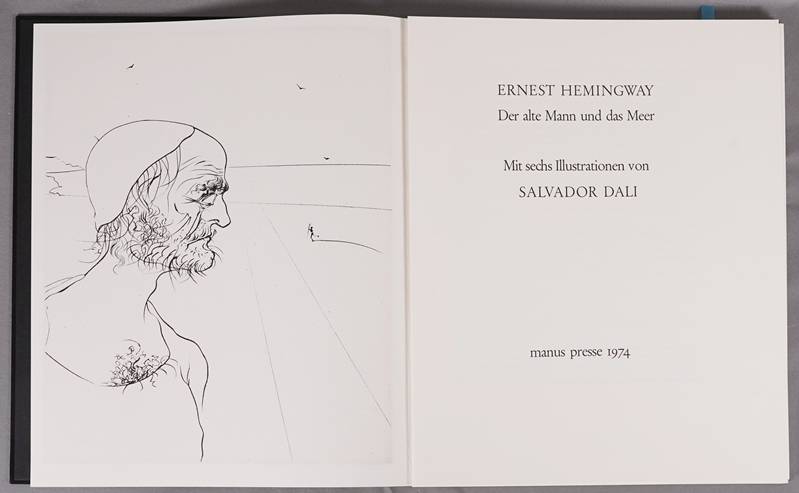 ERNEST HEMINGWAY
Der alte Mann und das Meer
Mit sechs Illustrationen von
SALVADOR DALI
manus presse 1974